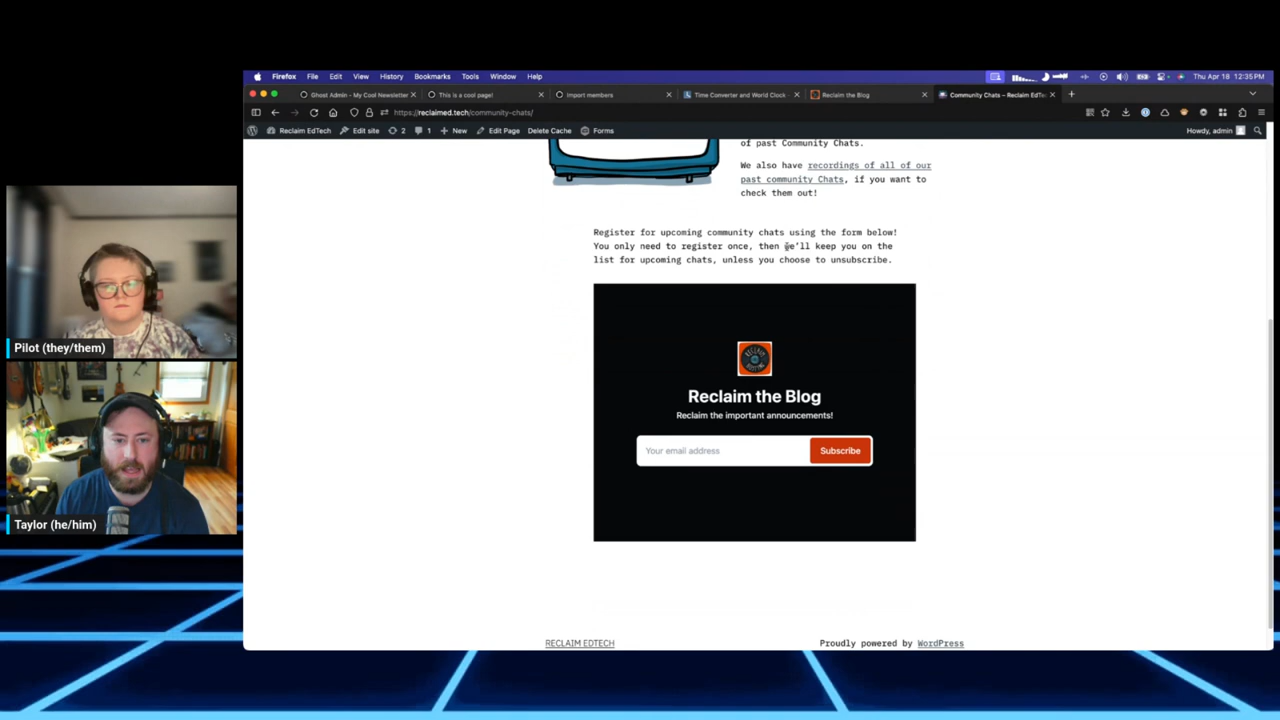 Firefox File Edit View History Bookmarks Tools Window Help
Thu Apr 18 12:35 PM
Ghost Admin - My Cool Newsletter
This is a cool page!
Import members
Time Converter and World Clock -
Reclaim the Blog
Community Chats – Reclaim EdTe
https://reclaimed.tech/community-chats/
Reclaim EdTech Edit site 2 1 New Edit Page Delete Cache Forms
Howdy, admin
of past Community Chats.
We also have recordings of all of our
past community Chats, if you want to
check them out!
Register for upcoming community chats using the form below!
You only need to register once, then we'll keep you on the
list for upcoming chats, unless you choose to unsubscribe.
RECLAIM
HOSTING
Reclaim the Blog
Reclaim the important announcements!
Your email address
Subscribe
RECLAIM EDTECH
Proudly powered by WordPress
Pilot (they/them)
Taylor (he/him)